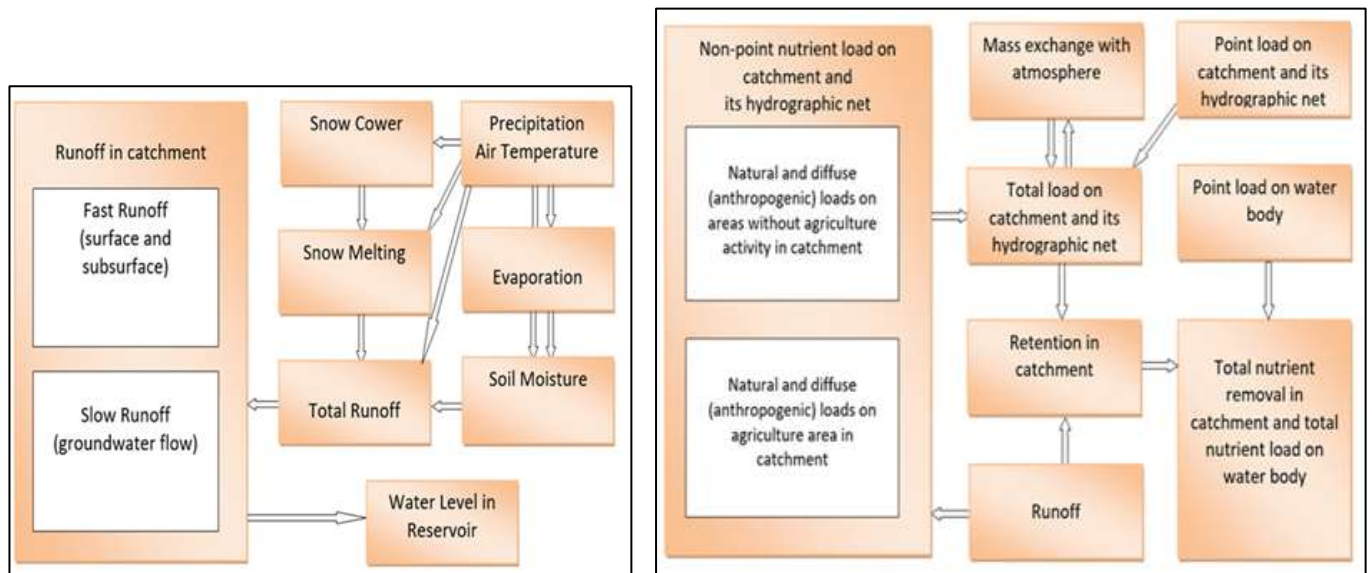 Runoff in catchment
Fast Runoff
(surface and
subsurface)
Slow Runoff
(groundwater flow)
Snow Cower
Precipitation
Air Temperature
Snow Melting
Evaporation
Total Runoff
Soil Moisture
Water Level in
Reservoir
Non-point nutrient load on
catchment and
its hydrographic net
Natural and diffuse
(anthropogenic) loads on
areas without agriculture
activity in catchment
Natural and diffuse
(anthropogenic) loads on
agriculture area in
catchment
Mass exchange with
atmosphere
Point load on
catchment and its
hydrographic net
Total load on
catchment and its
hydrographic net
Point load on water
body
Retention in
catchment
Total nutrient
removal in
catchment and total
nutrient load on
water body
Runoff